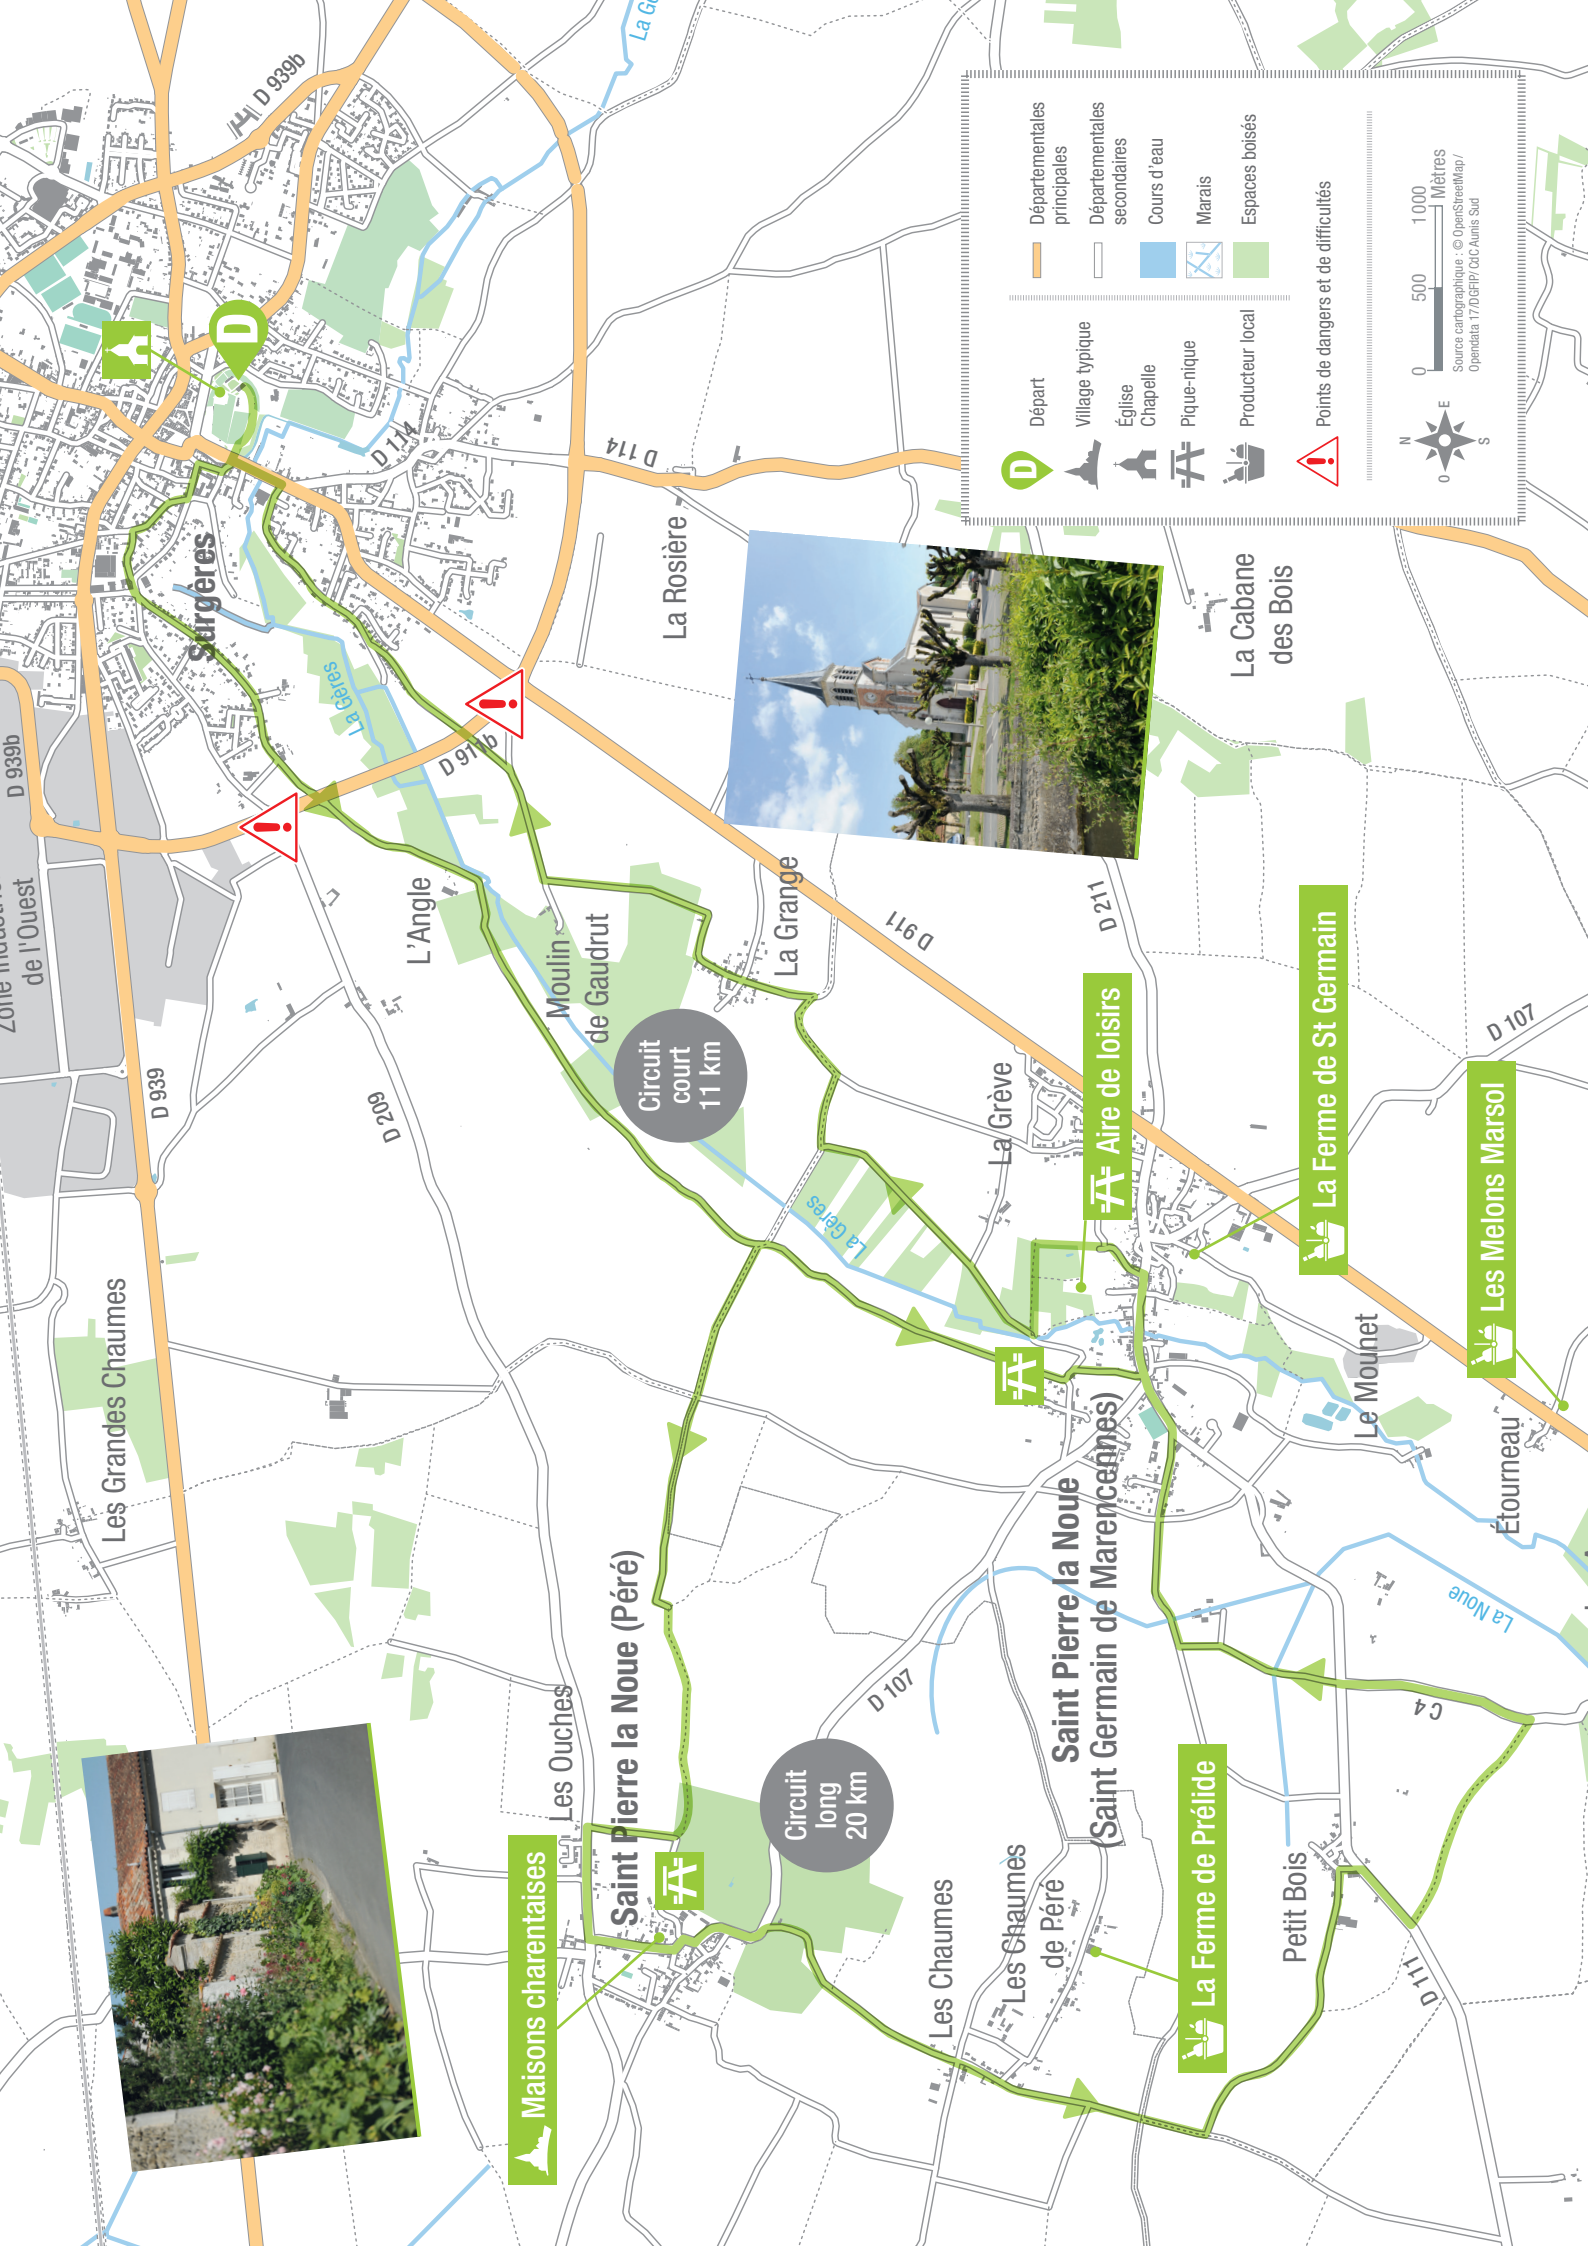 Zone Industrielle
de l'Ouest
D 939b
D 939b
La Gères
D 939
D 209
D 114
D 114
D 911b
D 911
D 211
D 107
D 107
D 111
C 4
Surgères
D
La Gères
La Gères
La Noue
L'Angle
Moulin
de Gaudrut
La Grange
La Rosière
La Cabane
des Bois
La Grève
Les Grandes Chaumes
Les Ouches
Saint Pierre la Noue (Péré)
Saint Pierre la Noue
(Saint Germain de Marencennes)
Les Chaumes
Les Chaumes
de Péré
Petit Bois
Le Mounet
Étourneau
Circuit
court
11 km
Circuit
long
20 km
Maisons charentaises
Aire de loisirs
La Ferme de St Germain
Les Melons Marsol
La Ferme de Prélide
D
Départ
Village typique
Église
Chapelle
Pique-nique
Producteur local
Départementales
principales
Départementales
secondaires
Cours d'eau
Marais
Espaces boisés
Points de dangers et de difficultés
N
O
E
S
0 500 1000
Mètres
Source cartographique : © OpenStreetMap /
Opendata 17/DGFIP/ CdC Aunis Sud